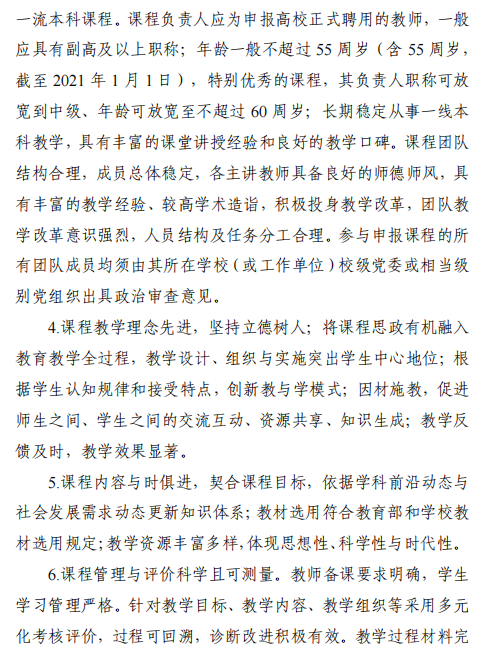 一流本科课程。课程负责人应为申报高校正式聘用的教师，一般
应具有副高及以上职称；年龄一般不超过 55 周岁（含 55 周岁，
截至 2021 年 1 月 1 日），特别优秀的课程，其负责人职称可放
宽到中级、年龄可放宽至不超过 60 周岁；长期稳定从事一线本
科教学，具有丰富的课堂讲授经验和良好的教学口碑。课程团队
结构合理，成员总体稳定，各主讲教师具备良好的师德师风，具
有丰富的教学经验、较高学术造诣，积极投身教学改革，团队教
学改革意识强烈，人员结构及任务分工合理。参与申报课程的所
有团队成员均须由其所在学校（或工作单位）校级党委或相当级
别党组织出具政治审查意见。
4.课程教学理念先进，坚持立德树人；将课程思政有机融入
教育教学全过程，教学设计、组织与实施突出学生中心地位；根
据学生认知规律和接受特点，创新教与学模式；因材施教，促进
师生之间、学生之间的交流互动、资源共享、知识生成；教学反
馈及时，教学效果显著。
5.课程内容与时俱进，契合课程目标，依据学科前沿动态与
社会发展需求动态更新知识体系；教材选用符合教育部和学校教
材选用规定；教学资源丰富多样，体现思想性、科学性与时代性。
6.课程管理与评价科学且可测量。教师备课要求明确，学生
学习管理严格。针对教学目标、教学内容、教学组织等采用多元
化考核评价，过程可回溯，诊断改进积极有效。教学过程材料完